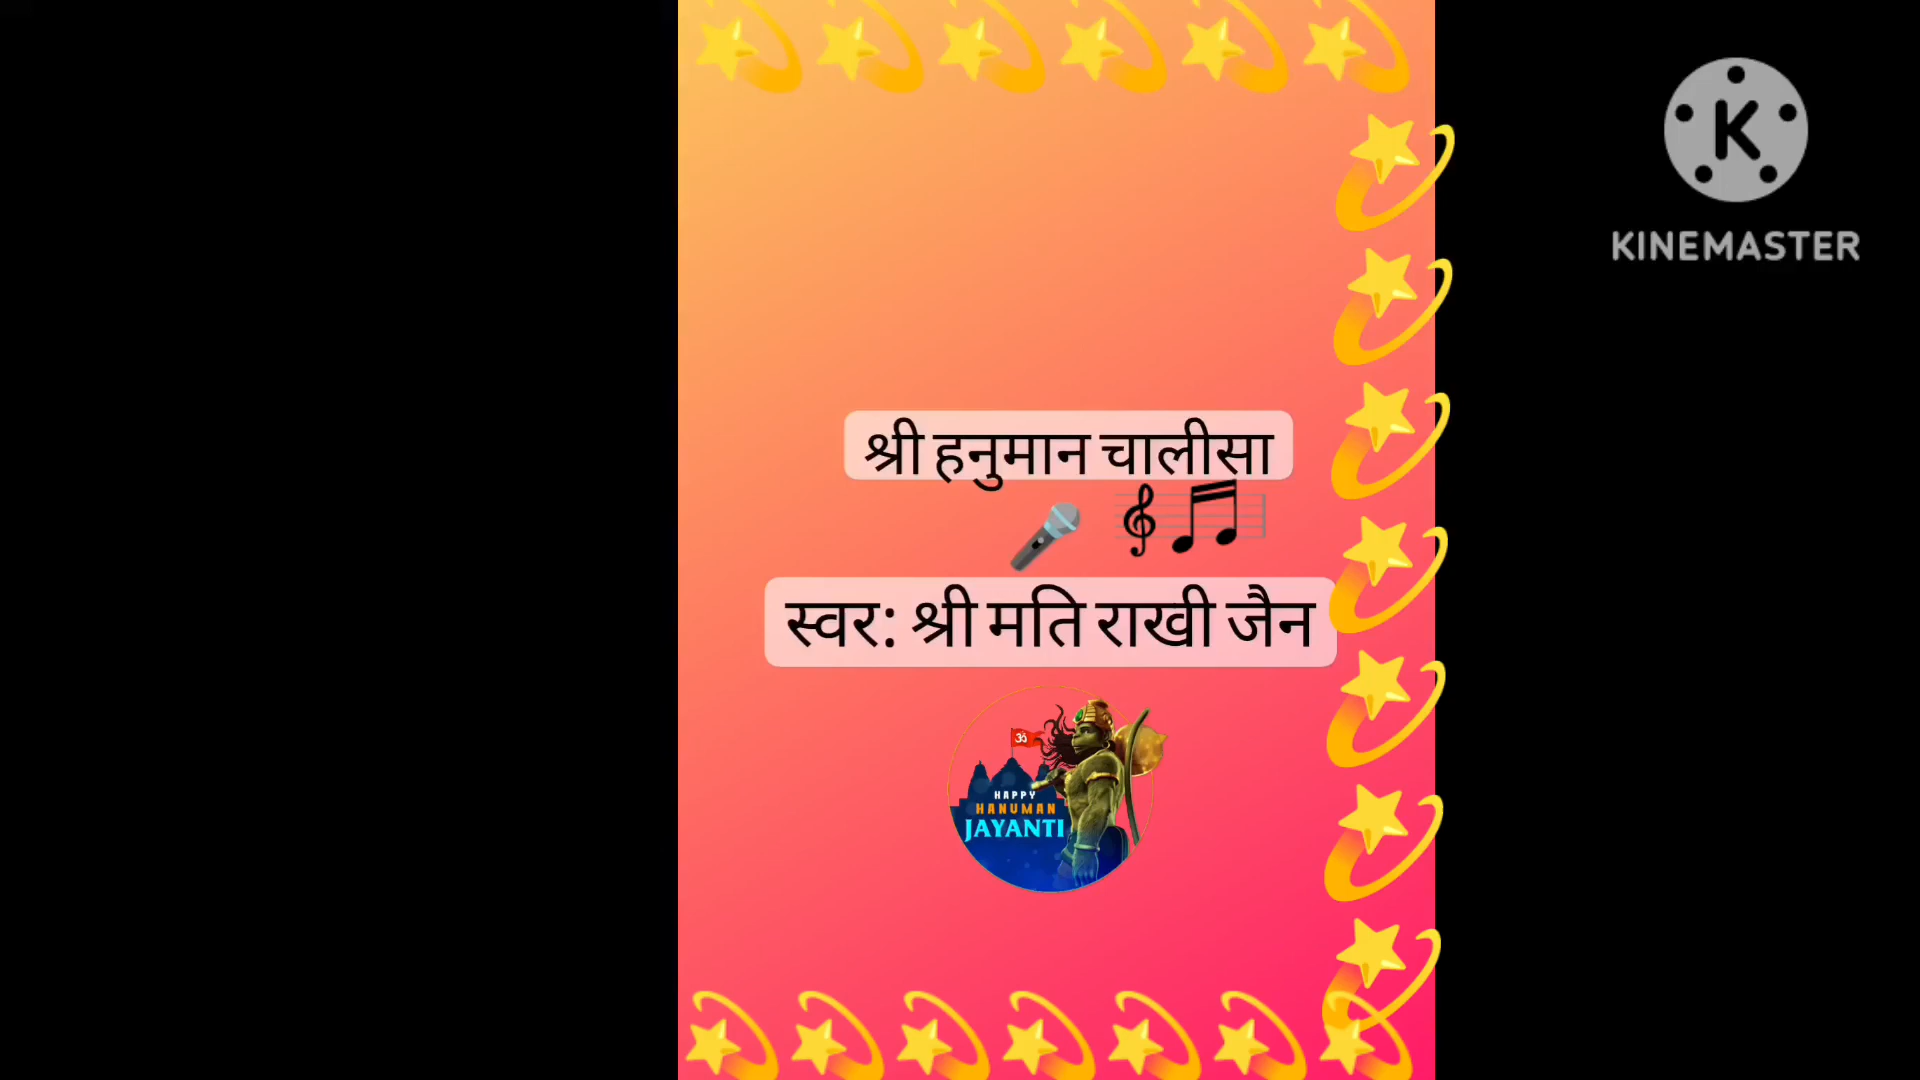 श्री हनुमान चालीसा
स्वर: श्री मति राखी जैन
ॐ
HAPPY
HANUMAN
JAYANTI
K
KINEMASTER